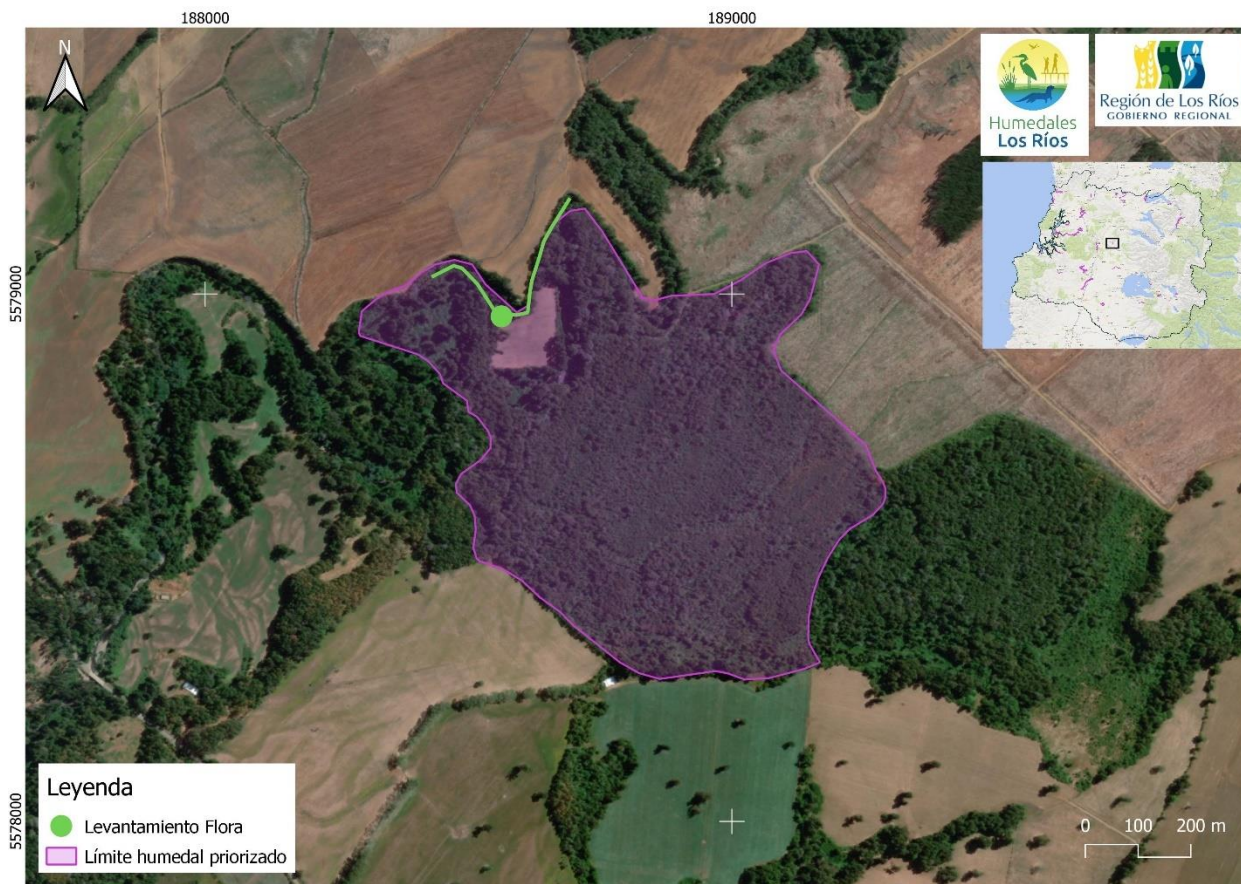 188000
189000
N
Humedales
Los Ríos
Región de Los Ríos
GOBIERNO REGIONAL
5579000
5578000
Leyenda
Levantamiento Flora
Límite humedal priorizado
0 100 200 m